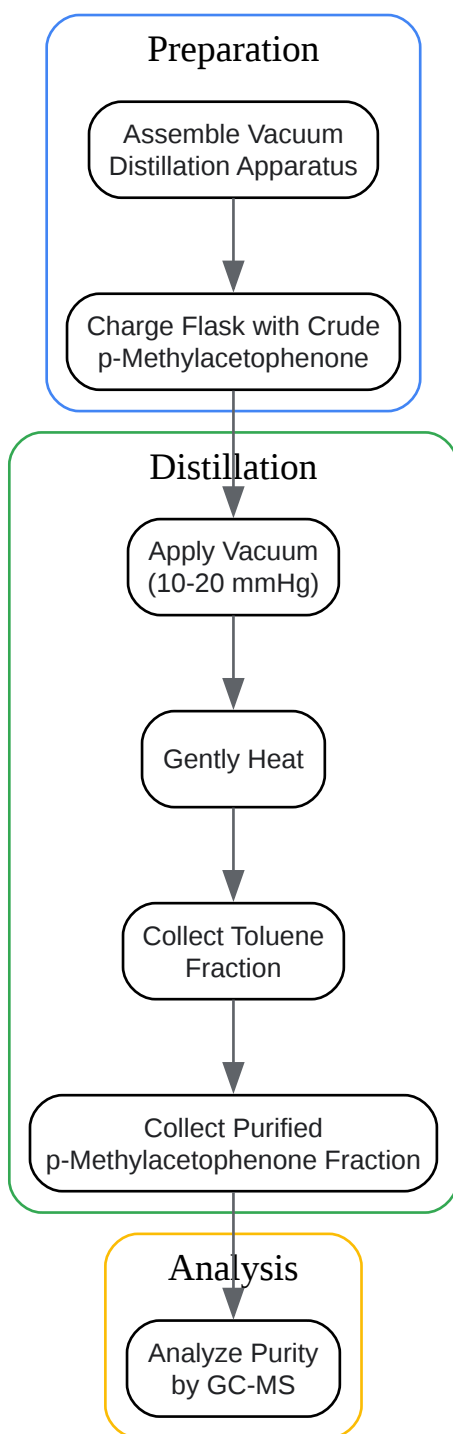 Preparation
Assemble Vacuum
Distillation Apparatus
Charge Flask with Crude
p-Methylacetophenone
Distillation
Apply Vacuum
(10-20 mmHg)
Gently Heat
Collect Toluene
Fraction
Collect Purified
p-Methylacetophenone Fraction
Analysis
Analyze Purity
by GC-MS